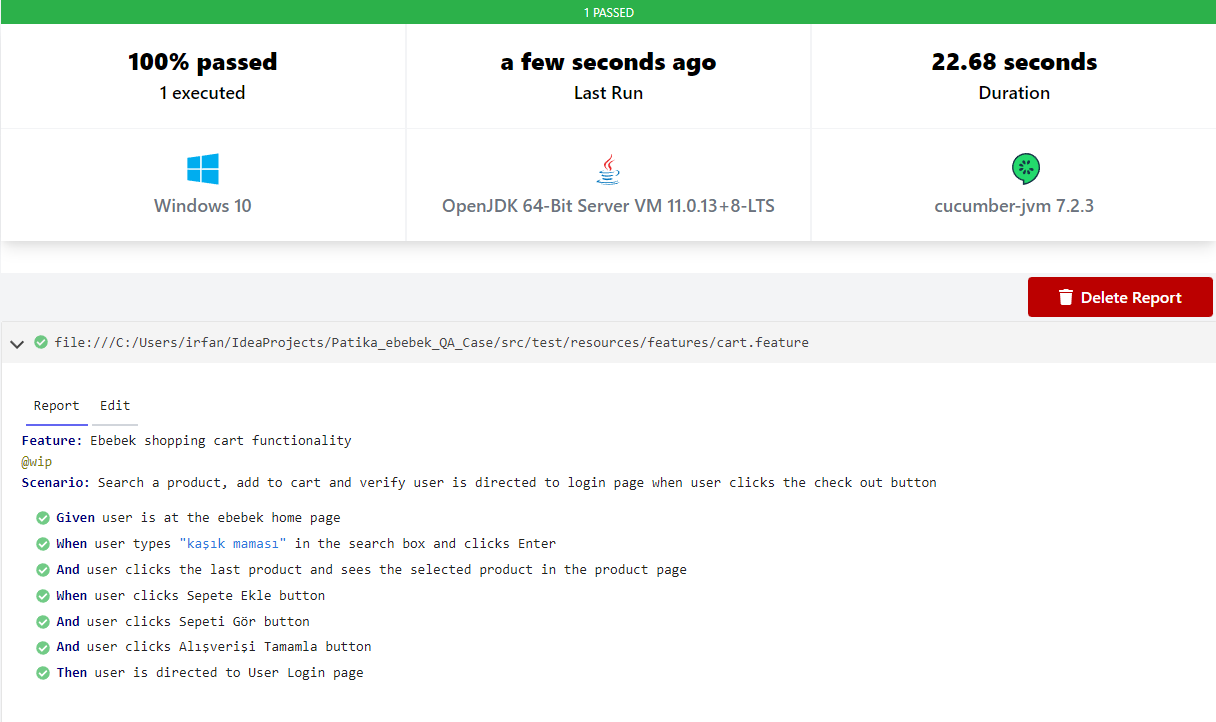 1 PASSED
100% passed
1 executed
a few seconds ago
Last Run
22.68 seconds
Duration
Windows 10
OpenJDK 64-Bit Server VM 11.0.13+8-LTS
cucumber-jvm 7.2.3
Delete Report
file:///C:/Users/irfan/IdeaProjects/Patika_ebebek_QA_Case/src/test/resources/features/cart.feature
Report Edit
Feature: Ebebek shopping cart functionality
@wip
Scenario: Search a product, add to cart and verify user is directed to login page when user clicks the check out button
Given user is at the ebebek home page
When user types "kaşık maması" in the search box and clicks Enter
And user clicks the last product and sees the selected product in the product page
When user clicks Sepete Ekle button
And user clicks Sepeti Gör button
And user clicks Alışverişi Tamamla button
Then user is directed to User Login page